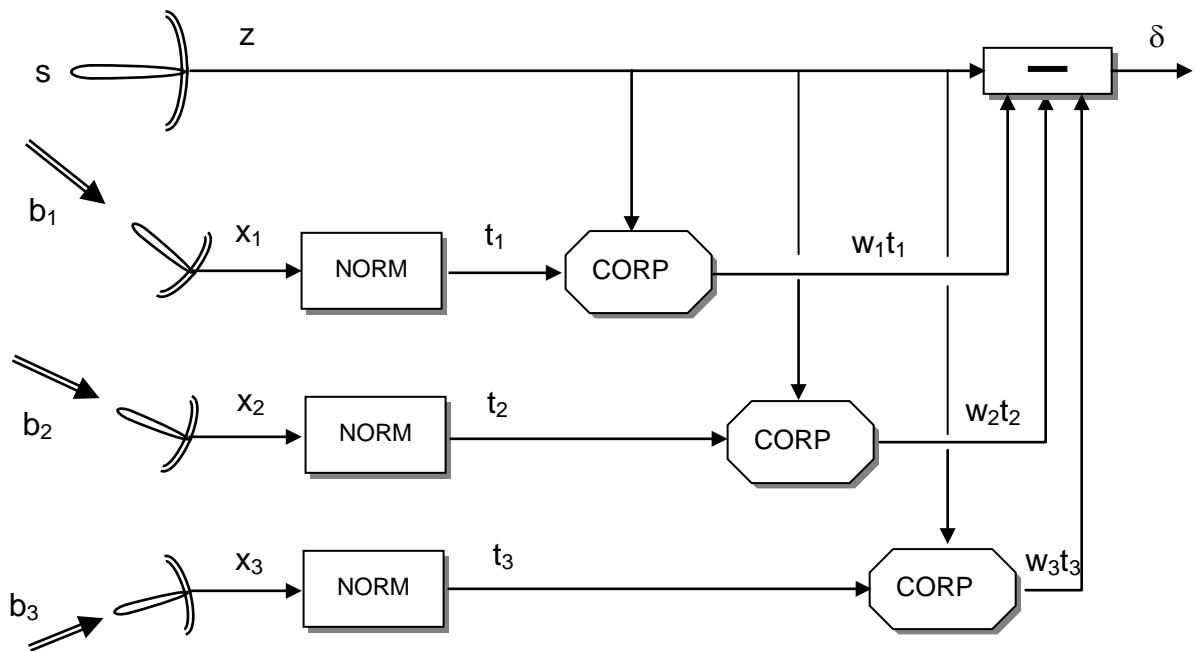 z
δ
s
b₁
x₁
NORM
t₁
CORP
w₁t₁
b₂
x₂
NORM
t₂
CORP
w₂t₂
b₃
x₃
NORM
t₃
CORP
w₃t₃